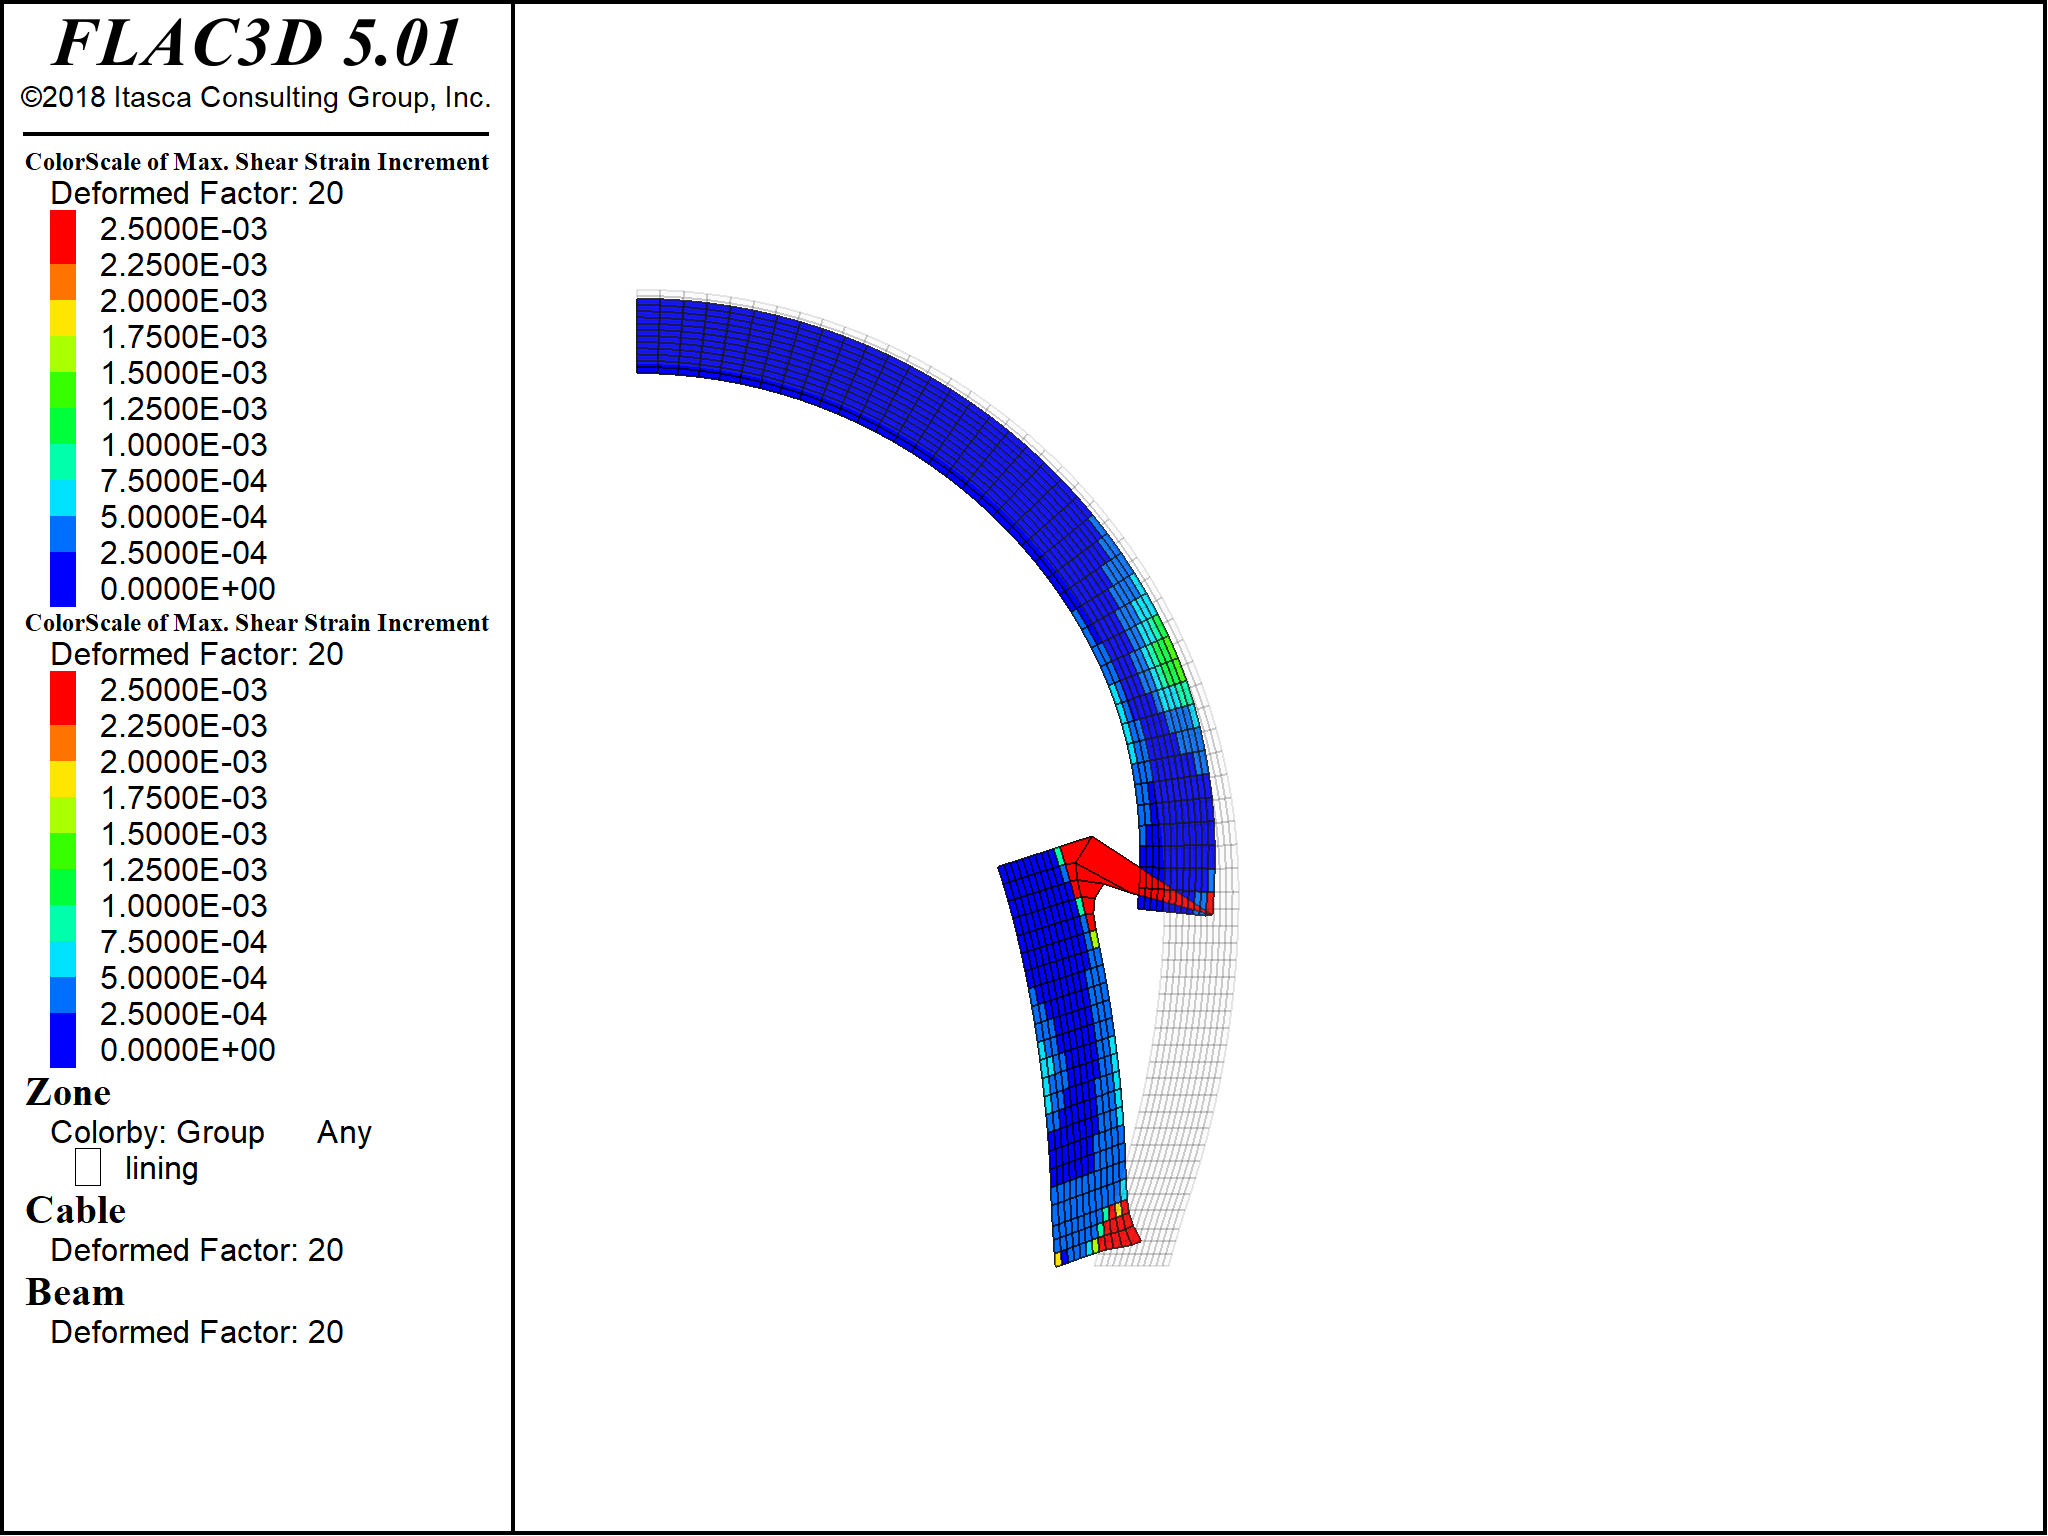 FLAC3D 5.01
©2018 Itasca Consulting Group, Inc.
ColorScale of Max. Shear Strain Increment
Deformed Factor: 20
2.5000E-03
2.2500E-03
2.0000E-03
1.7500E-03
1.5000E-03
1.2500E-03
1.0000E-03
7.5000E-04
5.0000E-04
2.5000E-04
0.0000E+00
ColorScale of Max. Shear Strain Increment
Deformed Factor: 20
2.5000E-03
2.2500E-03
2.0000E-03
1.7500E-03
1.5000E-03
1.2500E-03
1.0000E-03
7.5000E-04
5.0000E-04
2.5000E-04
0.0000E+00
Zone
Colorby: Group Any
lining
Cable
Deformed Factor: 20
Beam
Deformed Factor: 20